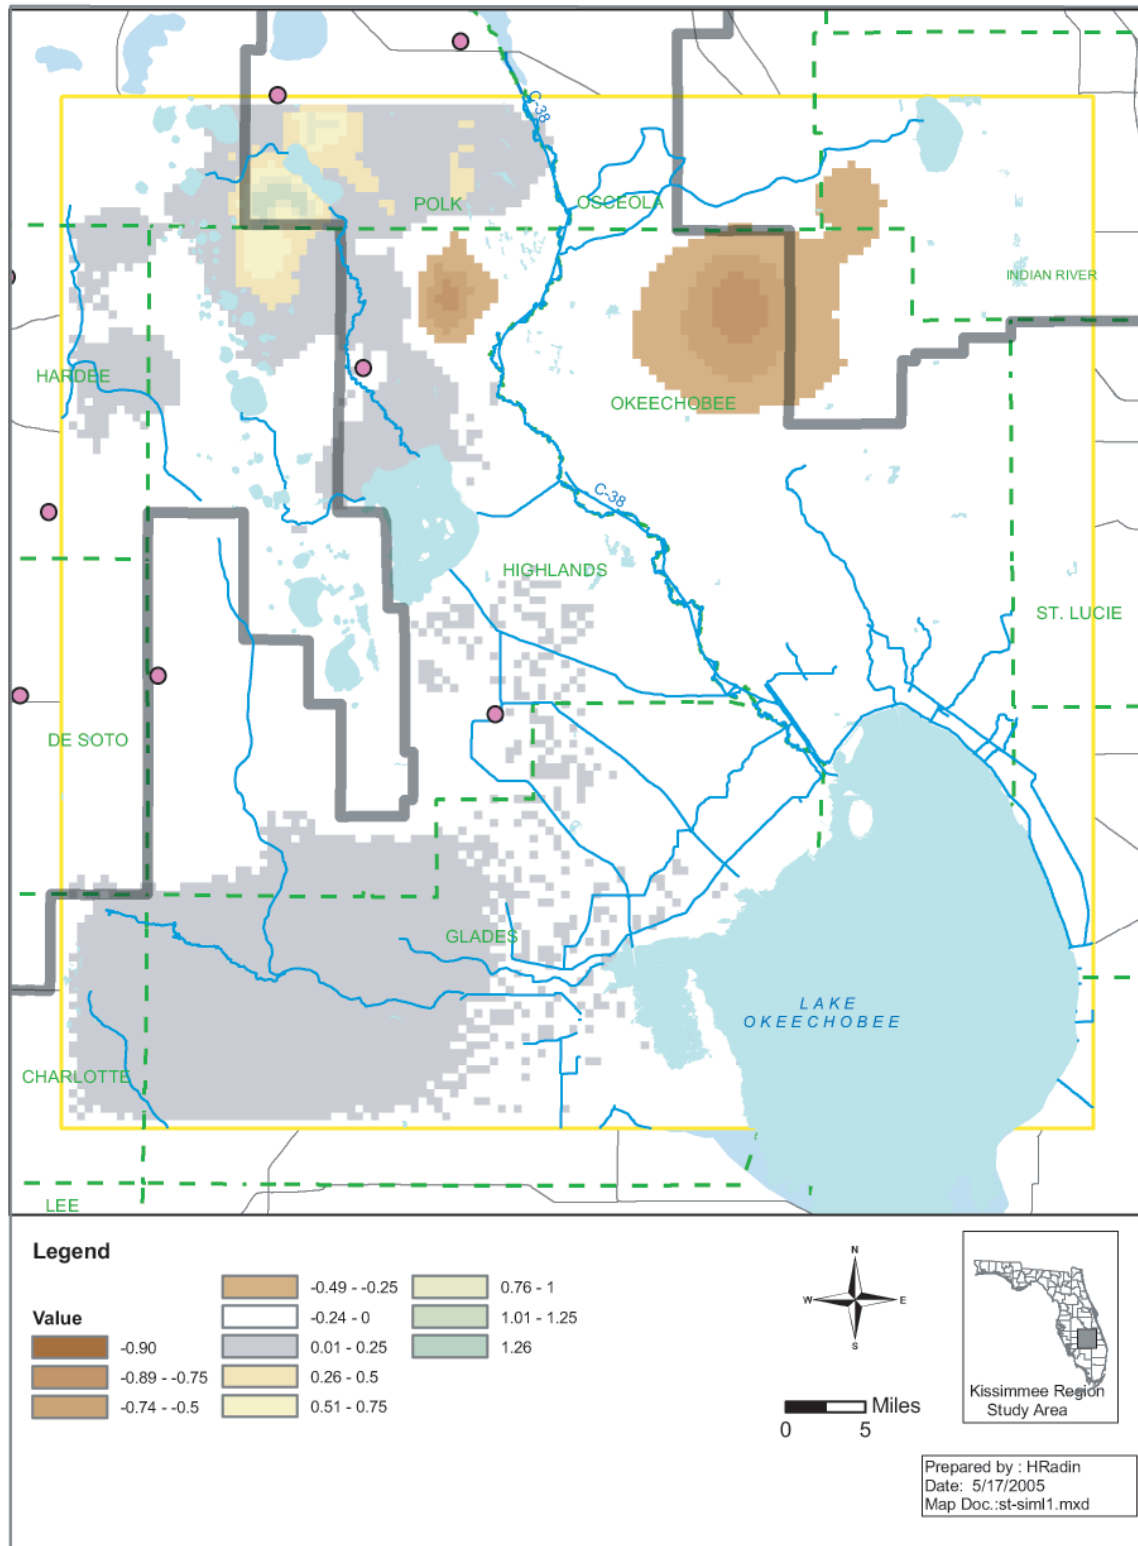 C-38
POLK
OSCEOLA
INDIAN RIVER
HARDEE
OKEECHOBEE
C-38
HIGHLANDS
ST. LUCIE
DE SOTO
GLADES
LAKE
OKEECHOBEE
CHARLOTTE
LEE
Legend
Value
-0.90
-0.89 - -0.75
-0.74 - -0.5
-0.49 - -0.25
-0.24 - 0
0.01 - 0.25
0.26 - 0.5
0.51 - 0.75
0.76 - 1
1.01 - 1.25
1.26
N
W
E
S
Miles
0 5
Kissimmee Region
Study Area
Prepared by : HRadin
Date: 5/17/2005
Map Doc.:st-siml1.mxd